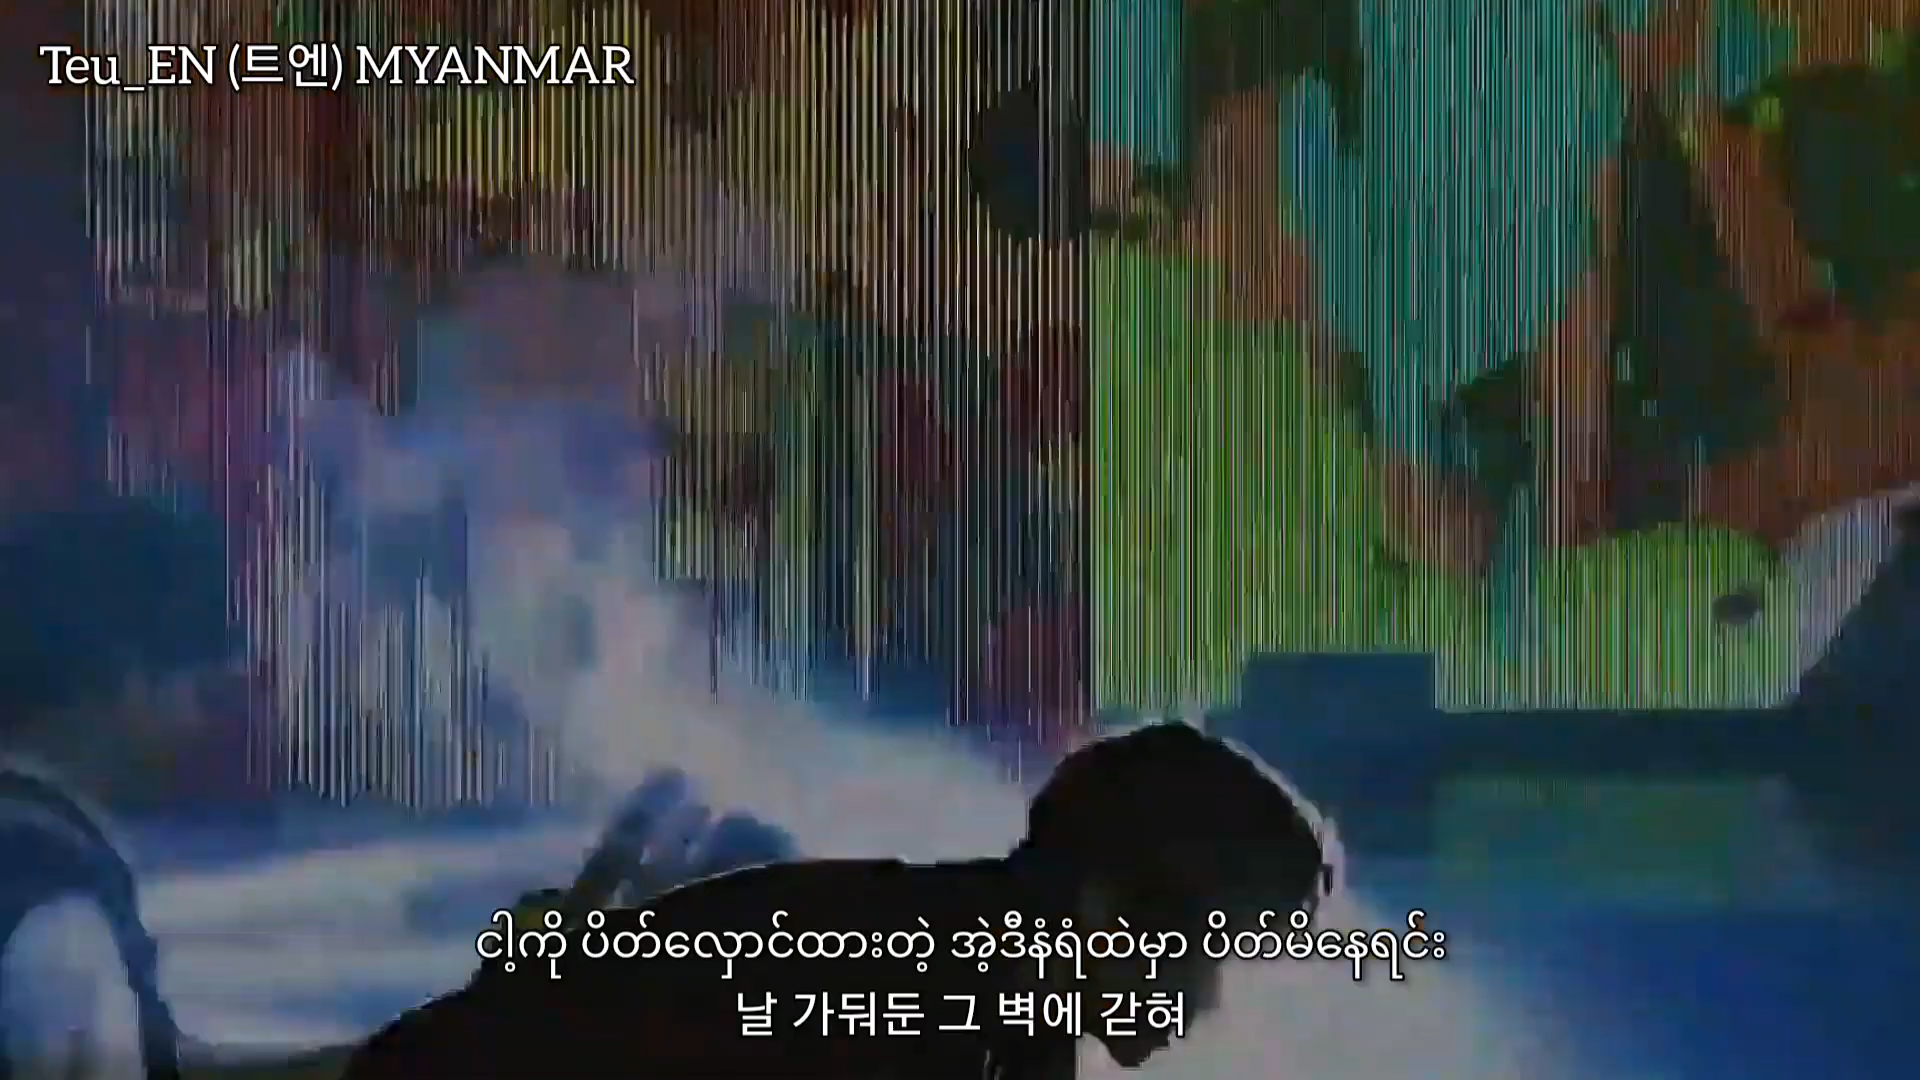 Teu_EN (트엔) MYANMAR
ငါ့ကို ပိတ်လှောင်ထားတဲ့ အဲ့ဒီနံရံထဲမှာ ပိတ်မိနေရင်း
날 가둬둔 그 벽에 갇혀